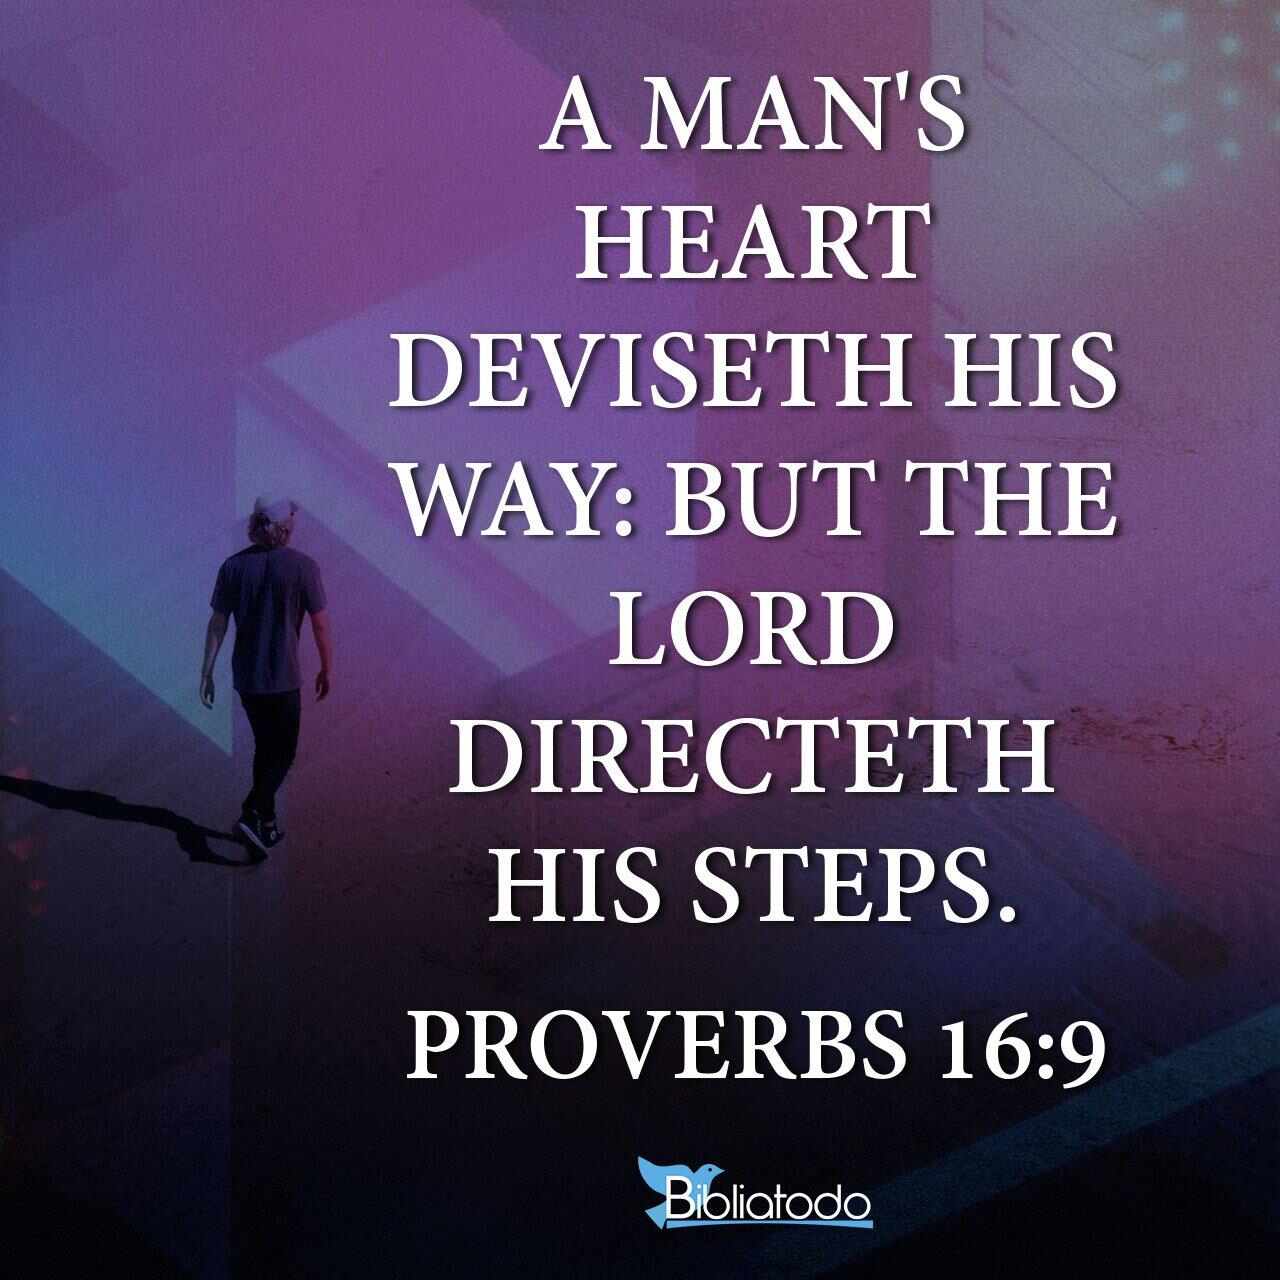 A MAN'S
HEART
DEVISETH HIS
WAY: BUT THE
LORD
DIRECTETH
HIS STEPS.
PROVERBS 16:9
Bibliatodo